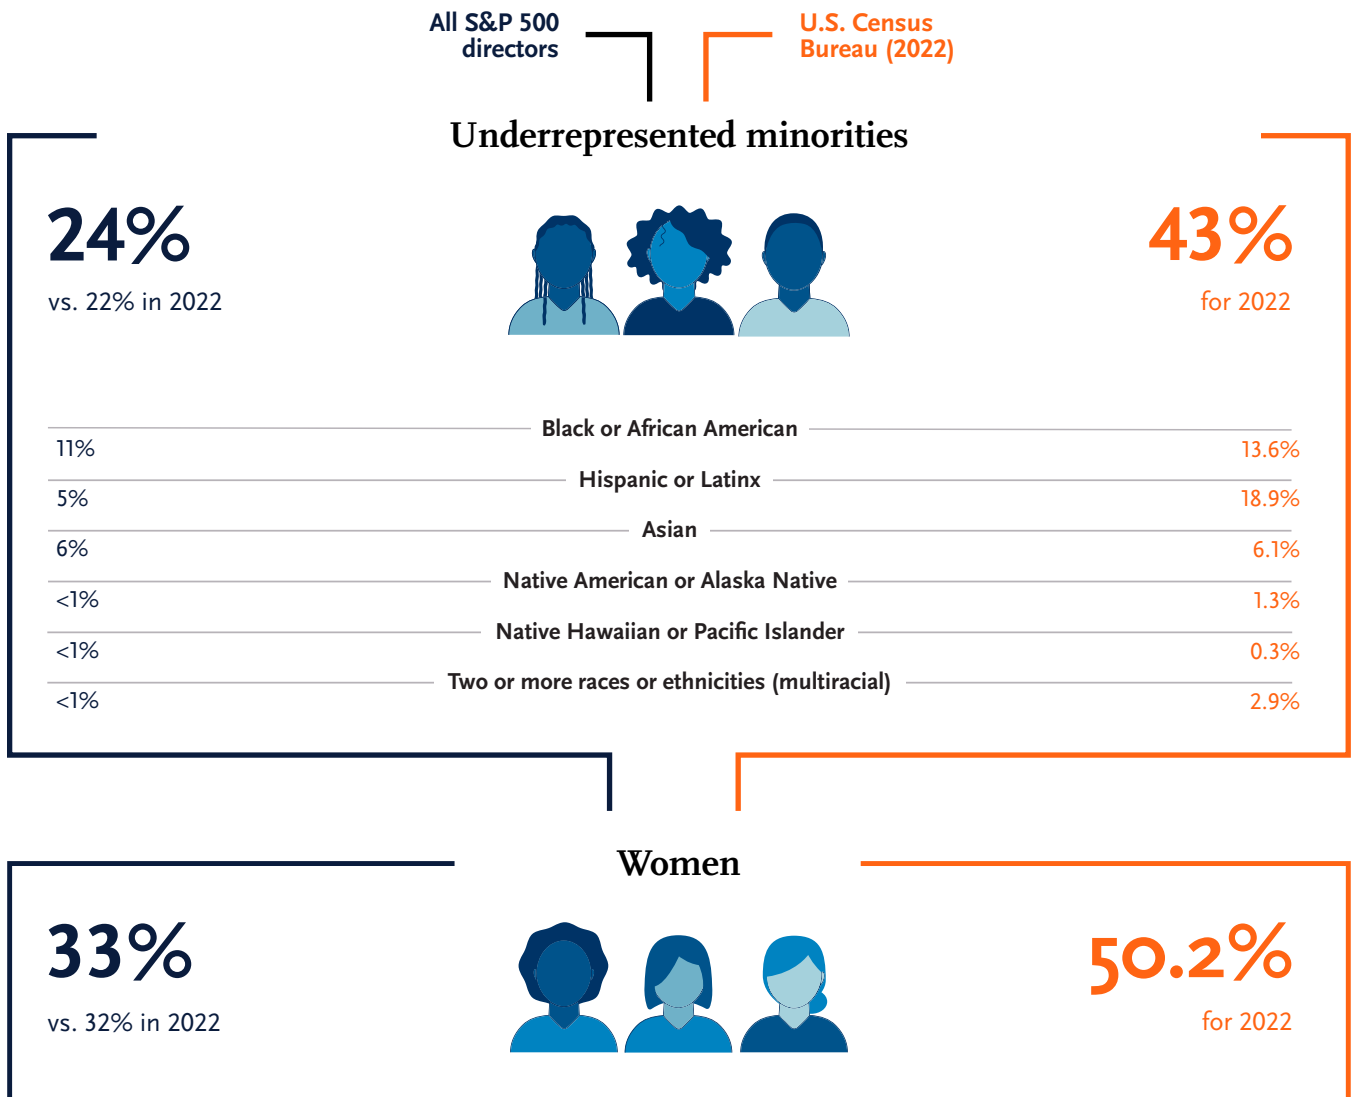 All S&P 500
directors
U.S. Census
Bureau (2022)
Underrepresented minorities
24%
vs. 22% in 2022
43%
for 2022
Black or African American
11%
13.6%
Hispanic or Latinx
5%
18.9%
Asian
6%
6.1%
Native American or Alaska Native
<1%
1.3%
Native Hawaiian or Pacific Islander
<1%
0.3%
Two or more races or ethnicities (multiracial)
<1%
2.9%
Women
33%
vs. 32% in 2022
50.2%
for 2022